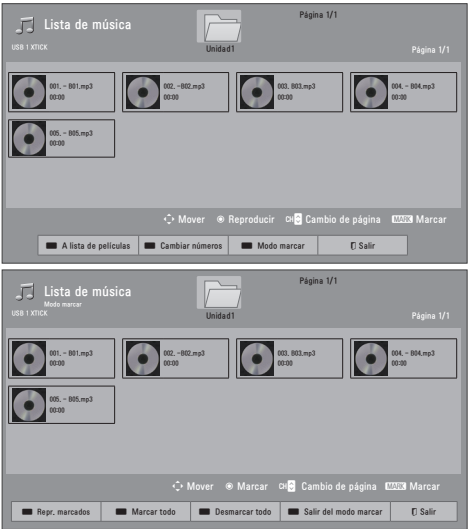 Lista de música
Página 1/1
USB 1 XTICK
Unidad1
Página 1/1
001. - B01.mp3
00:00
002. -B02.mp3
00:00
003. B03.mp3
00:00
004. - B04.mp3
00:00
005. - B05.mp3
00:00
Mover Reproducir CH Cambio de página MARK Marcar
A lista de películas Cambiar números Modo marcar Salir
Lista de música
Página 1/1
Modo marcar
USB 1 XTICK
Unidad1
Página 1/1
001. - B01.mp3
00:00
002. -B02.mp3
00:00
003. B03.mp3
00:00
004. - B04.mp3
00:00
005. - B05.mp3
00:00
Mover Marcar CH Cambio de página MARK Marcar
Repr. marcados Marcar todo Desmarcar todo Salir del modo marcar Salir